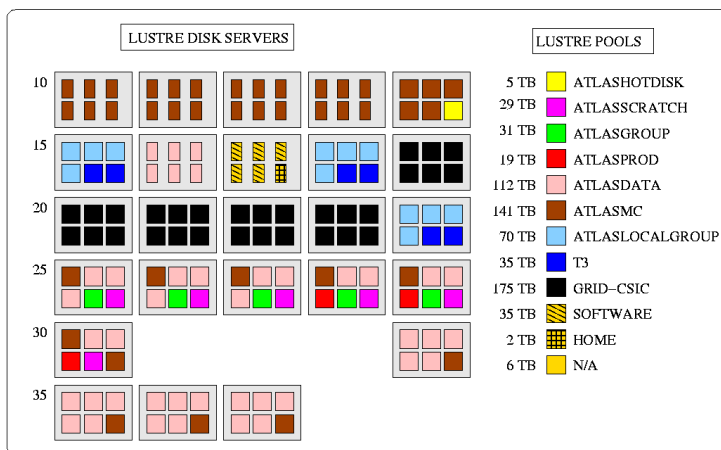 LUSTRE DISK SERVERS
LUSTRE POOLS
10
15
20
25
30
35
5 TB ATLASHOTDISK
29 TB ATLASSCRATCH
31 TB ATLASGROUP
19 TB ATLASPROD
112 TB ATLASDATA
141 TB ATLASMC
70 TB ATLASLOCALGROUP
35 TB T3
175 TB GRID-CSIC
35 TB SOFTWARE
2 TB HOME
6 TB N/A